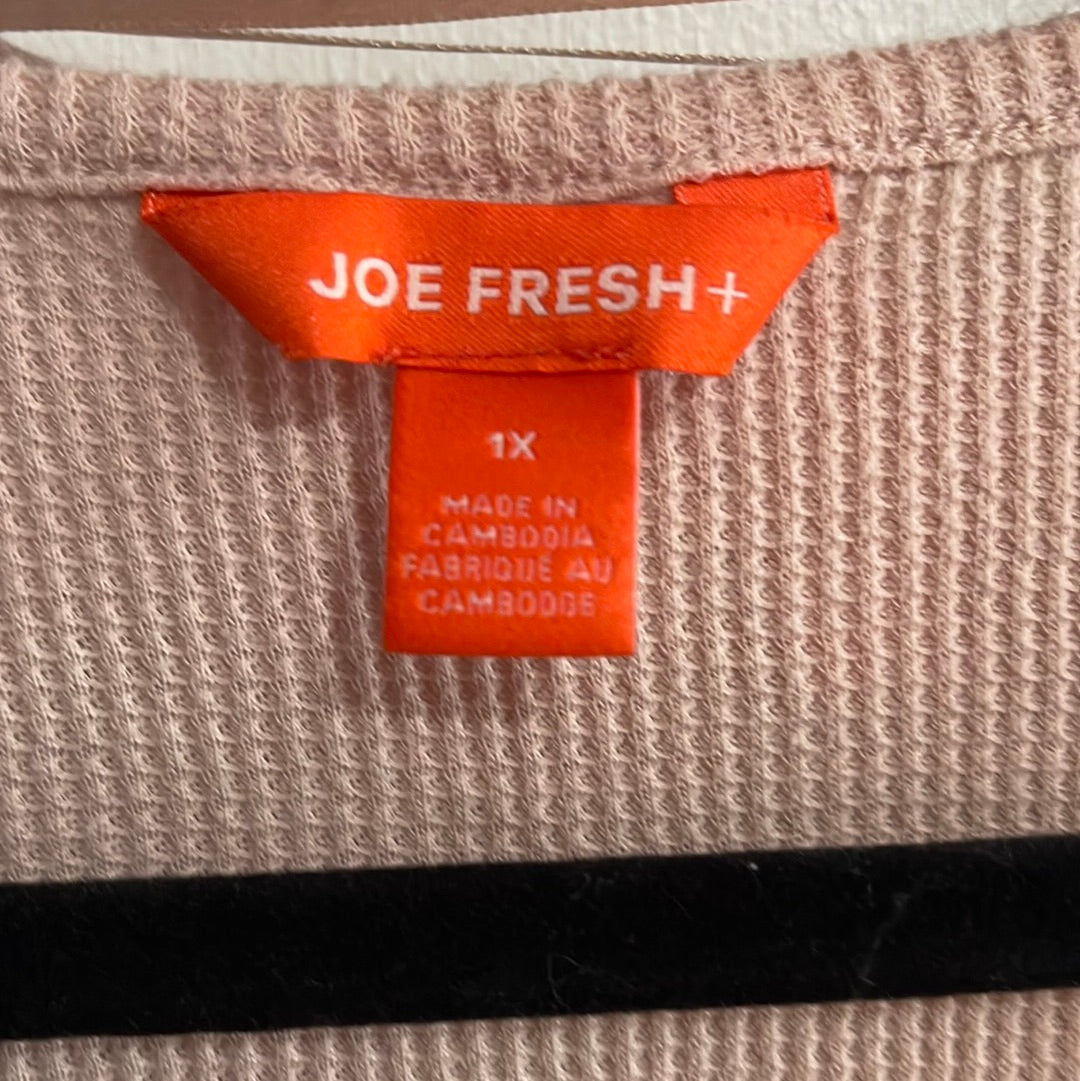 JOE FRESH+
1X
MADE IN
CAMBODIA
FABRIQUÉ AU
CAMBODGE